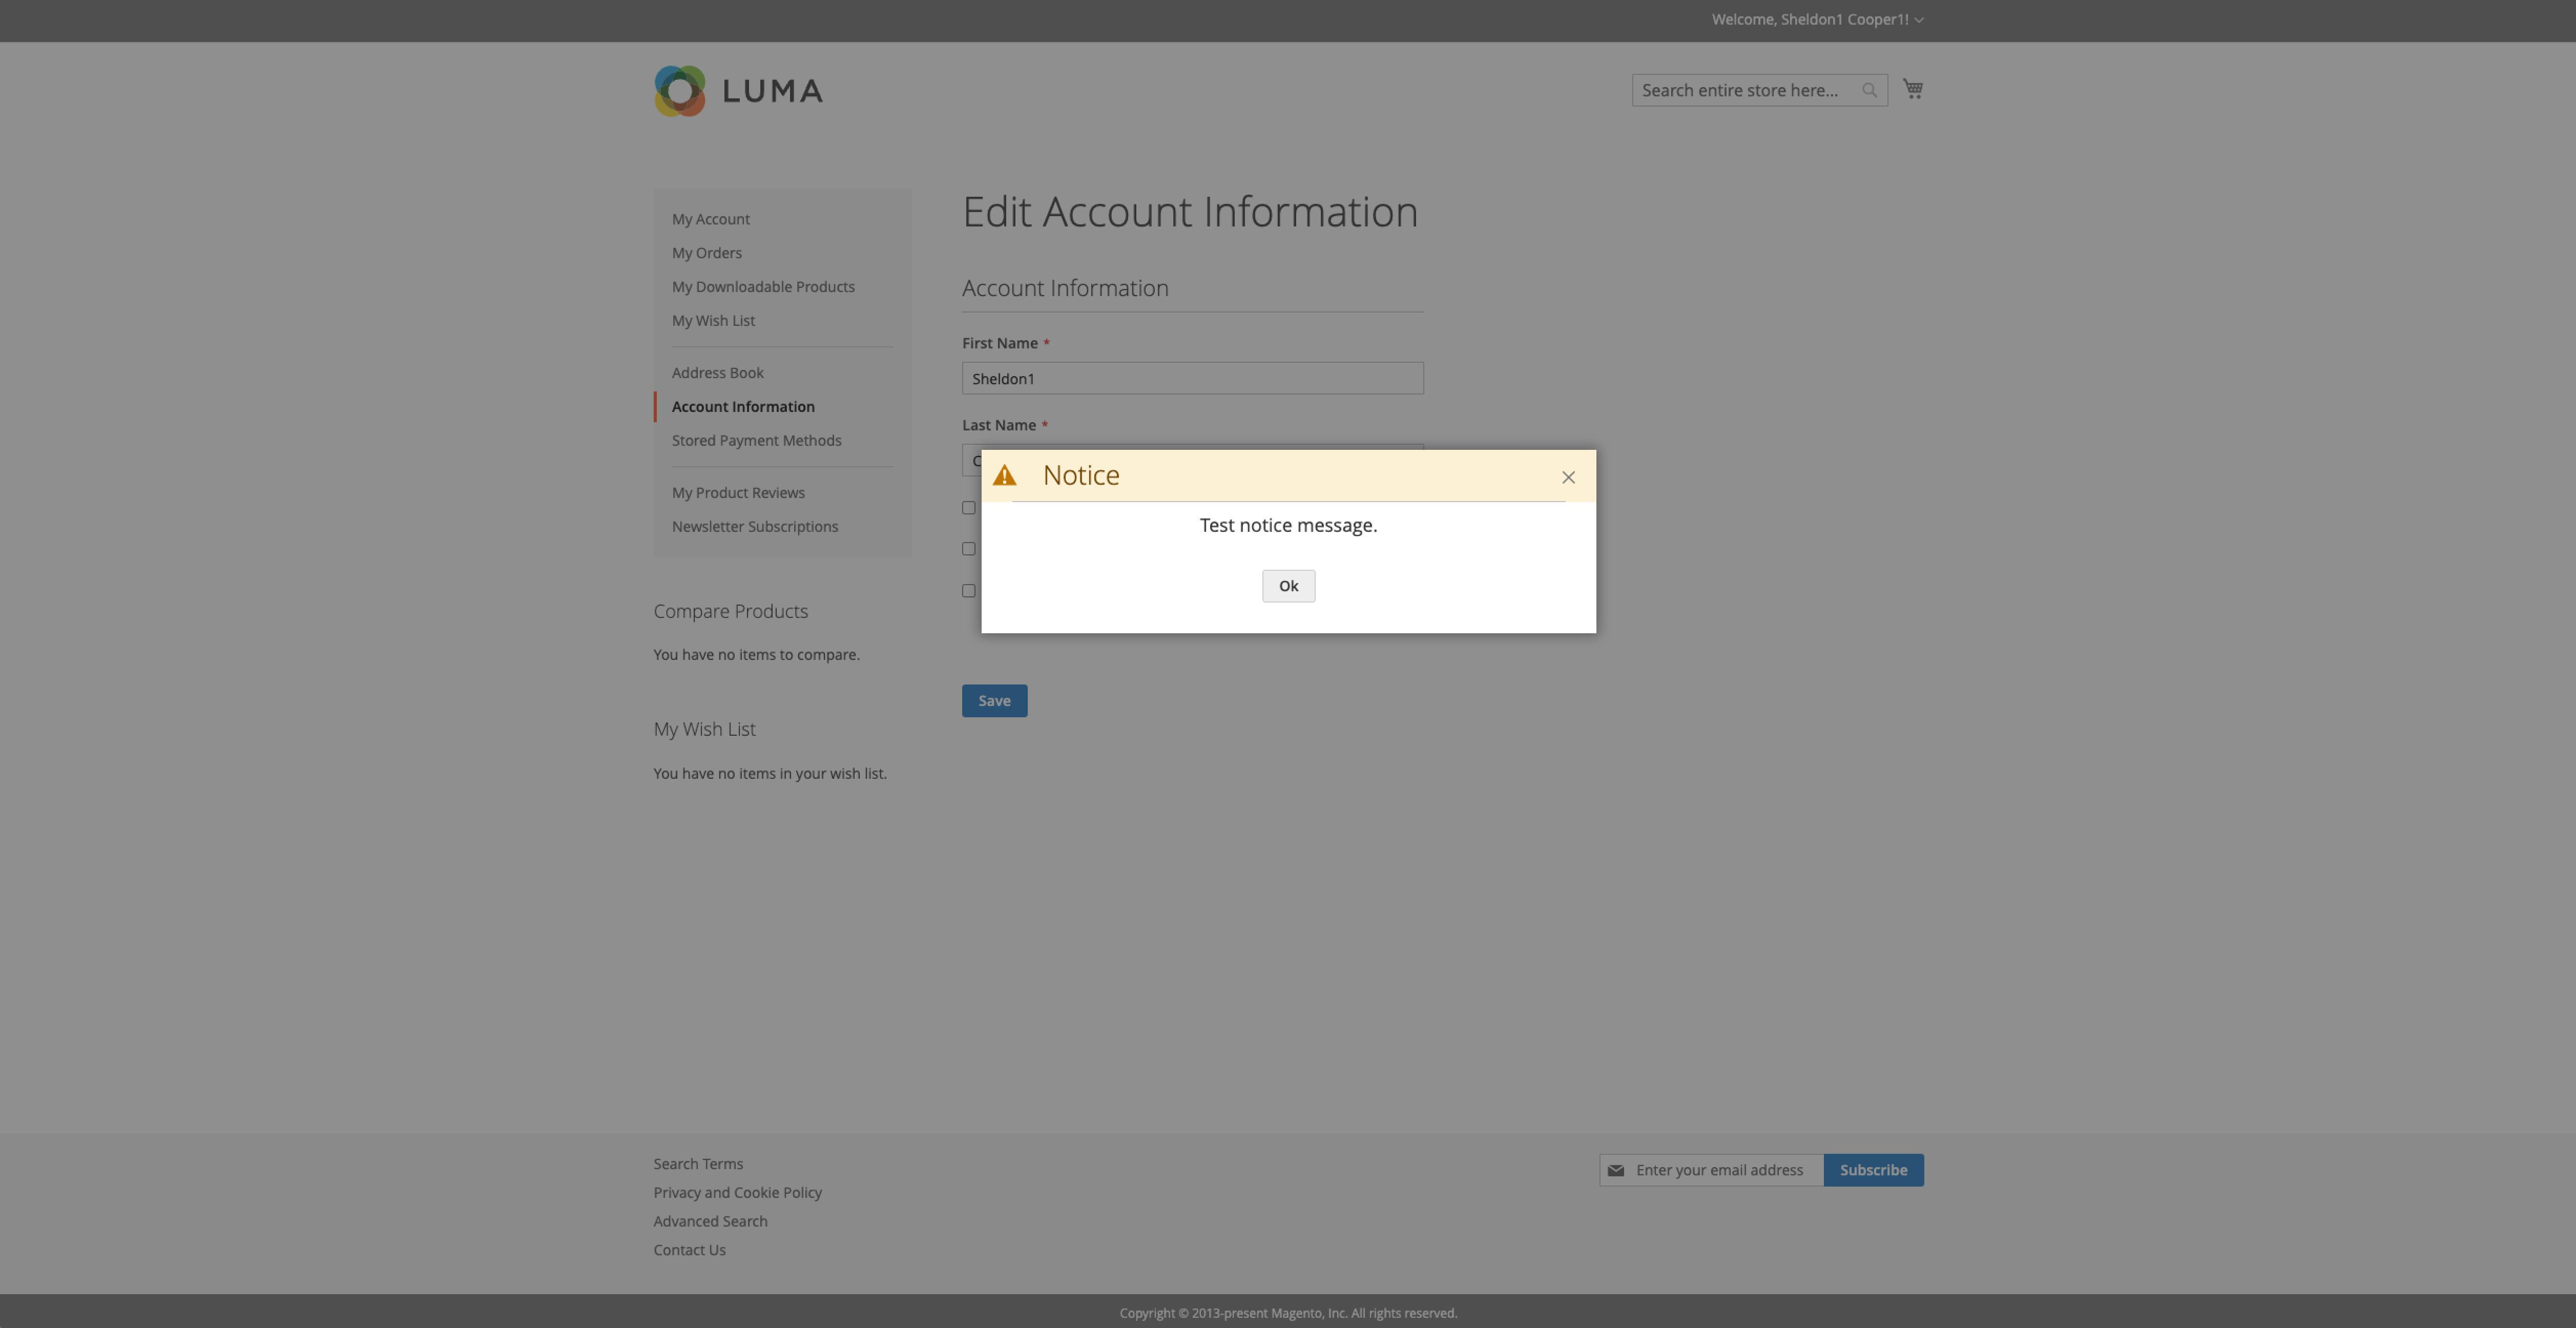 Welcome, Sheldon1 Cooper1!
LUMA
Search entire store here...
My Account
My Orders
My Downloadable Products
My Wish List
Address Book
Account Information
Stored Payment Methods
My Product Reviews
Newsletter Subscriptions
Compare Products
You have no items to compare.
My Wish List
You have no items in your wish list.
Edit Account Information
Account Information
First Name *
Sheldon1
Last Name *
Notice
Test notice message.
Ok
Save
Search Terms
Privacy and Cookie Policy
Advanced Search
Contact Us
Enter your email address
Subscribe
Copyright © 2013-present Magento, Inc. All rights reserved.